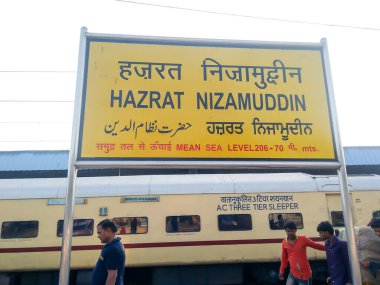 हज़रत निज़ामुद्दीन
HAZRAT NIZAMUDDIN
حضرت نظام الدین ਹਜ਼ਰਤ ਨਿਜਾਮੂਦੀਨ
समुद्र तल से ऊँचाई MEAN SEA LEVEL 206-70 मी. mts.
वातानुकूलित 3 टियर शयनयान
AC THREE TIER SLEEPER